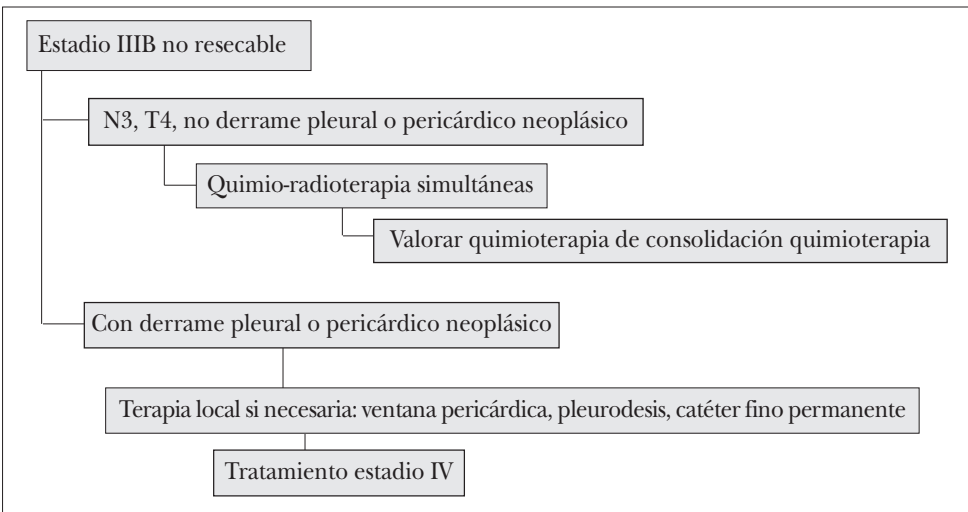 Estadio IIIB no resecable
N3, T4, no derrame pleural o pericárdico neoplásico
Quimio-radioterapia simultáneas
Valorar quimioterapia de consolidación quimioterapia
Con derrame pleural o pericárdico neoplásico
Terapia local si necesaria: ventana pericárdica, pleurodesis, catéter fino permanente
Tratamiento estadio IV